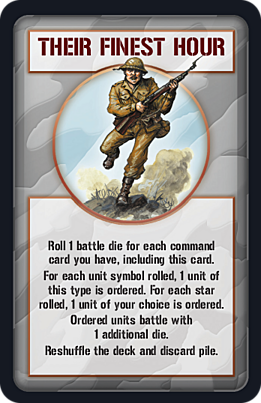 THEIR FINEST HOUR
Roll 1 battle die for each command
card you have, including this card.
For each unit symbol rolled, 1 unit of
this type is ordered. For each star
rolled, 1 unit of your choice is ordered.
Ordered units battle with
1 additional die.
Reshuffle the deck and discard pile.